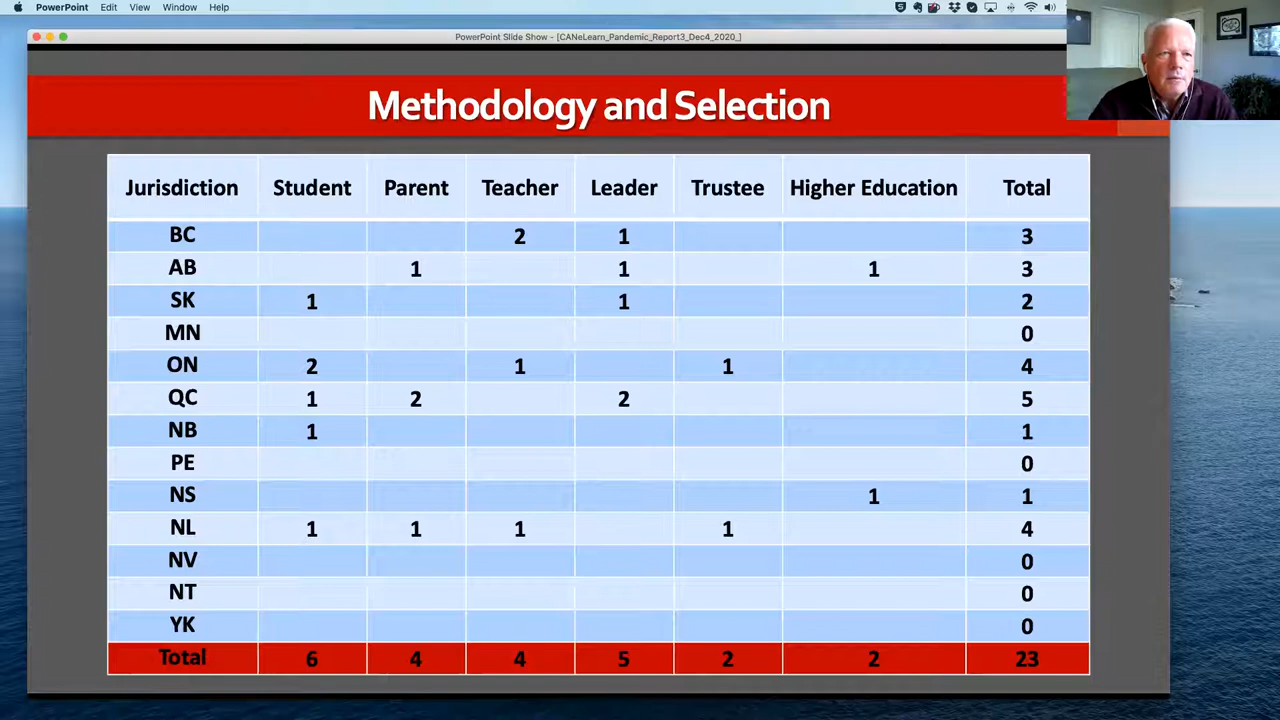 PowerPoint Edit View Window Help
PowerPoint Slide Show - [CANeLearn_Pandemic_Report3_Dec4_2020_]
Methodology and Selection
Jurisdiction Student Parent Teacher Leader Trustee Higher Education Total
BC 2 1 3
AB 1 1 1 3
SK 1 1 2
MN 0
ON 2 1 1 4
QC 1 2 2 5
NB 1 1
PE 0
NS 1 1
NL 1 1 1 1 4
NV 0
NT 0
YK 0
Total 6 4 4 5 2 2 23